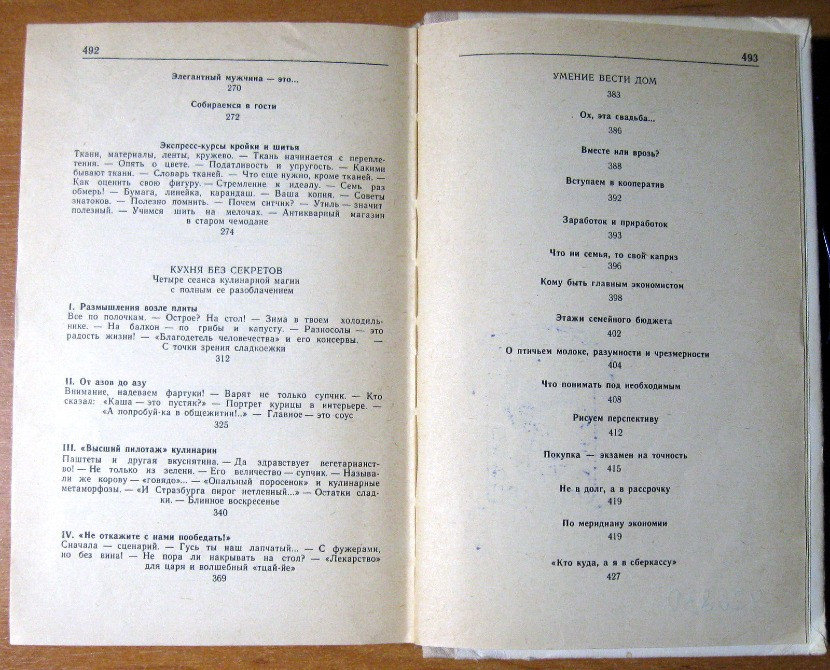 492
Элегантный мужчина — это...
270
Собираемся в гости
272
Экспресс-курсы кройки и шитья
Ткани, материалы, ленты, кружево. — Ткань начинается с перепле-
тения. — Опять о цвете. — Податливость и упругость. — Какими
бывают ткани. — Словарь тканей. — Что еще нужно, кроме тканей. —
Как оценить свою фигуру. — Стремление к идеалу. — Семь раз
обмерь! — Бумага, линейка, карандаш. — Ваша копия. — Советы
знатоков. — Полезно помнить. — Почем ситчик? — Утиль — значит
полезный. — Учимся шить на мелочах. — Антикварный магазин
в старом чемодане
274
КУХНЯ БЕЗ СЕКРЕТОВ
Четыре сеанса кулинарной магии
с полным ее разоблачением
I. Размышления возле плиты
Все по полочкам. — Острое? На стол! — Зима в твоем холодиль-
нике. — На балкон — по грибы и капусту. — Разносолы — это
радость жизни! — «Благодетель человечества» и его консервы. —
С точки зрения сладкоежки
312
II. От азов до азу
Внимание, надеваем фартуки! — Варят не только супчик. — Кто
сказал: «Каша — это пустяк?» — Портрет курицы в интерьере. —
«А попробуй-ка в общежитии!..» — Главное — это соус
325
III. «Высший пилотаж» кулинарии
Паштеты и другая вкуснятина. — Да здравствует вегетарианст-
во! — Не только из зелени. — Его величество — супчик. — Называ-
ли же корову — «говядо»... — «Опальный поросенок» и кулинарные
метаморфозы. — «И Стразбурга пирог нетленный...» — Остатки слад-
ки. — Блинное воскресенье
340
IV. «Не откажите с нами пообедать!»
Сначала — сценарий. — Гусь ты наш лапчатый... — С фужерами,
но без вина! — Не пора ли накрывать на стол? — «Лекарство»
для царя и волшебный «тцай-йе»
369
493
УМЕНИЕ ВЕСТИ ДОМ
383
Ох, эта свадьба...
386
Вместе или врозь?
388
Вступаем в кооператив
392
Заработок и приработок
393
Что ни семья, то свой каприз
396
Кому быть главным экономистом
398
Этажи семейного бюджета
402
О птичьем молоке, разумности и чрезмерности
404
Что понимать под необходимым
408
Рисуем перспективу
412
Покупка — экзамен на точность
415
Не в долг, а в рассрочку
419
По меридиану экономии
419
«Кто куда, а я в сберкассу»
427